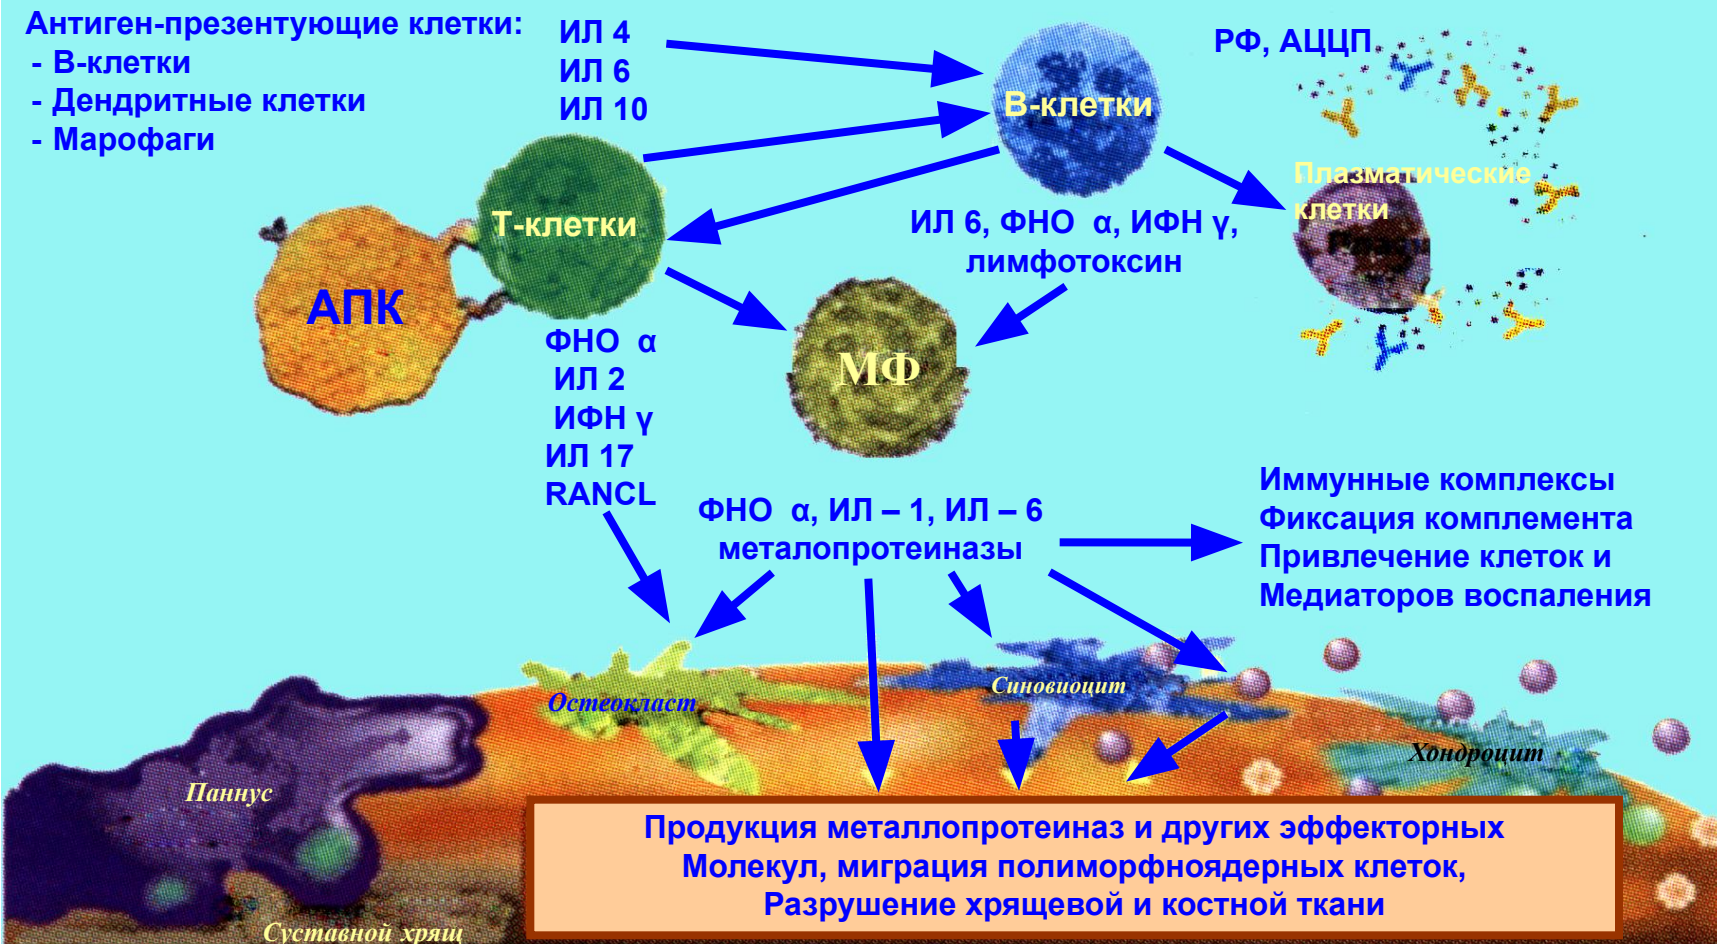 Антиген-презентующие клетки:
- В-клетки
- Дендритные клетки
- Марофаги
ИЛ 4
ИЛ 6
ИЛ 10
В-клетки
РФ, АЦЦП
Плазматические
клетки
Т-клетки
АПК
ИЛ 6, ФНО α, ИФН γ,
лимфотоксин
МФ
ФНО α
ИЛ 2
ИФН γ
ИЛ 17
RANCL
ФНО α, ИЛ – 1, ИЛ – 6
металопротеиназы
Иммунные комплексы
Фиксация комплемента
Привлечение клеток и
Медиаторов воспаления
Остеокласт
Синовиоцит
Хондроцит
Паннус
Суставной хрящ
Продукция металлопротеиназ и других эффекторных
Молекул, миграция полиморфноядерных клеток,
Разрушение хрящевой и костной ткани